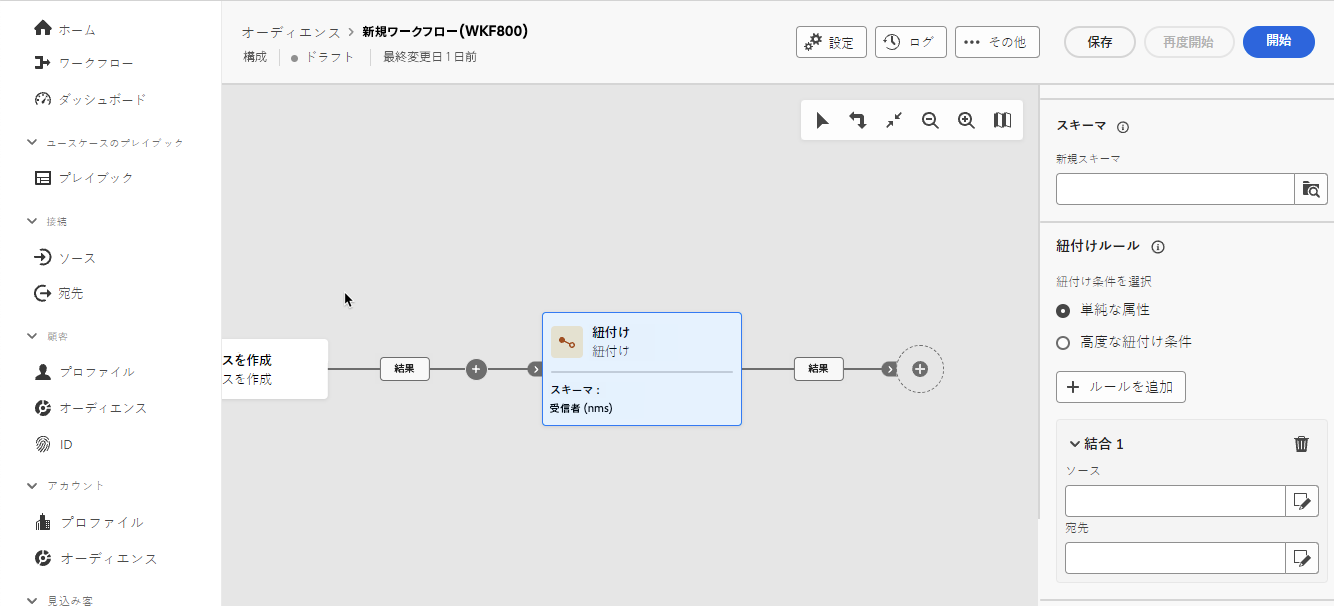 ホーム
ワークフロー
ダッシュボード
ユースケースのプレイブック
プレイブック
接続
ソース
宛先
顧客
プロファイル
オーディエンス
ID
アカウント
プロファイル
オーディエンス
見込み客
オーディエンス > 新規ワークフロー(WKF800)
構成 ● ドラフト 最終変更日1日前
設定 ログ ••• その他 保存 再度開始 開始
スを作成
スを作成
結果
紐付け
紐付け
スキーマ :
受信者 (nms)
結果
スキーマ
新規スキーマ
紐付けルール
紐付け条件を選択
単純な属性
高度な紐付け条件
ルールを追加
結合 1
ソース
宛先